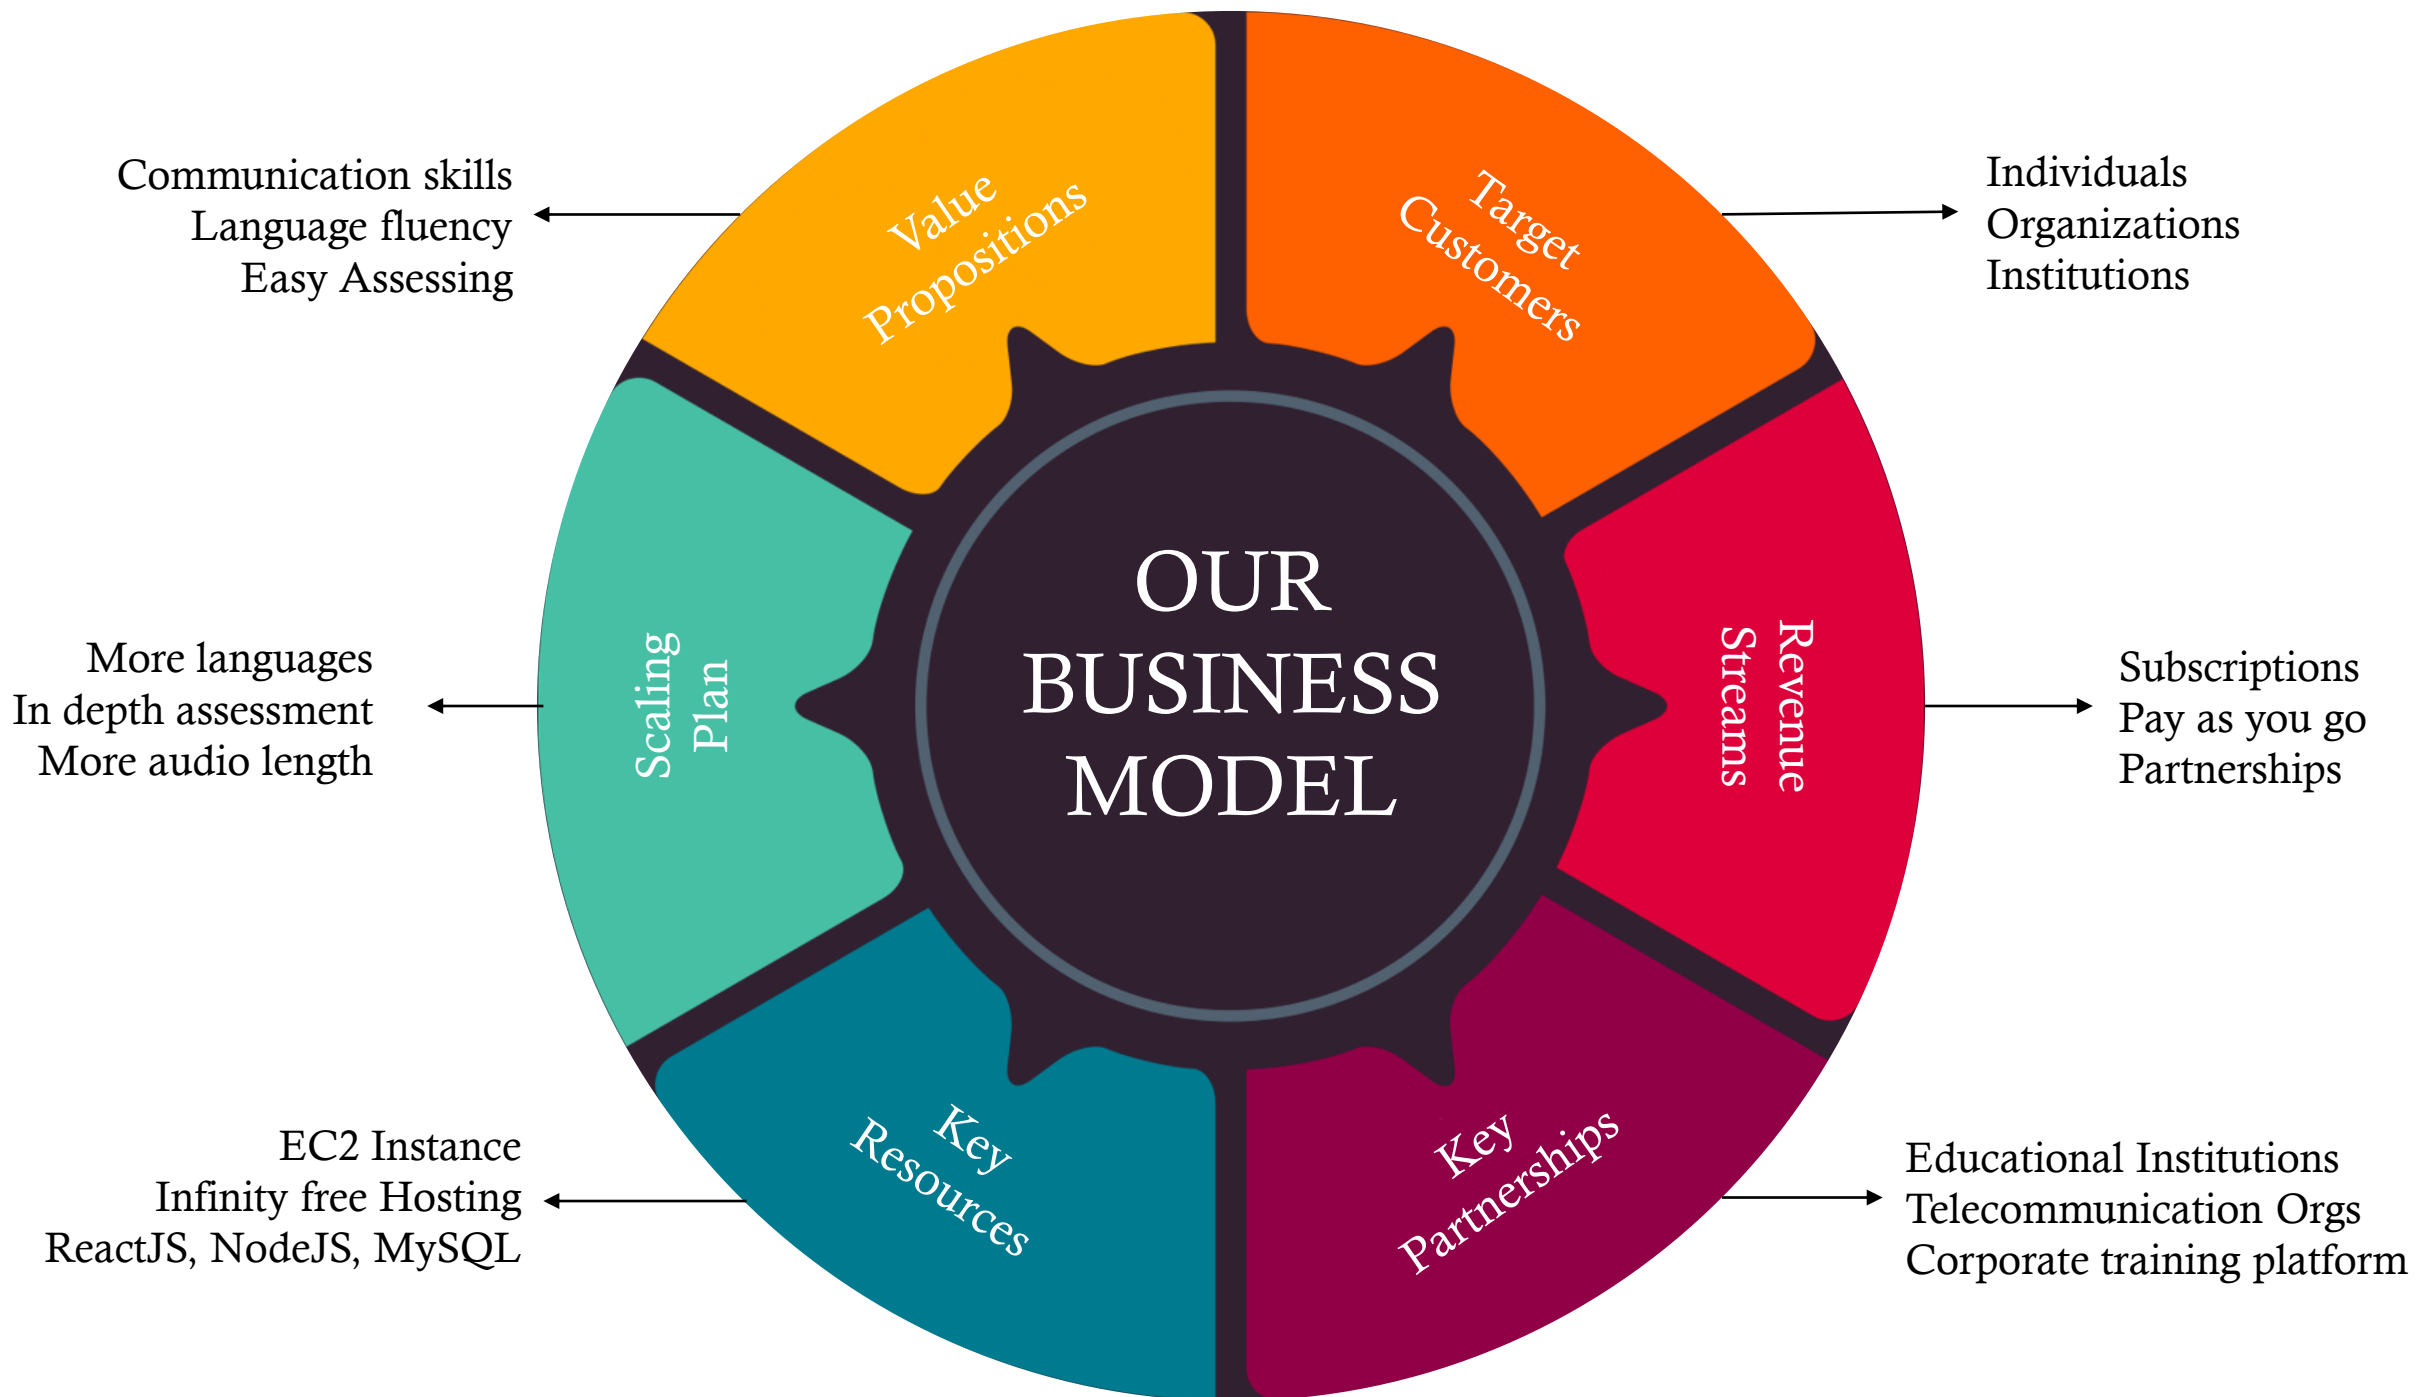 OUR
BUSINESS
MODEL
Value
Propositions
Communication skills
Language fluency
Easy Assessing
Target
Customers
Individuals
Organizations
Institutions
Revenue
Streams
Subscriptions
Pay as you go
Partnerships
Key
Partnerships
Educational Institutions
Telecommunication Orgs
Corporate training platform
Key
Resources
EC2 Instance
Infinity free Hosting
ReactJS, NodeJS, MySQL
Scaling
Plan
More languages
In depth assessment
More audio length